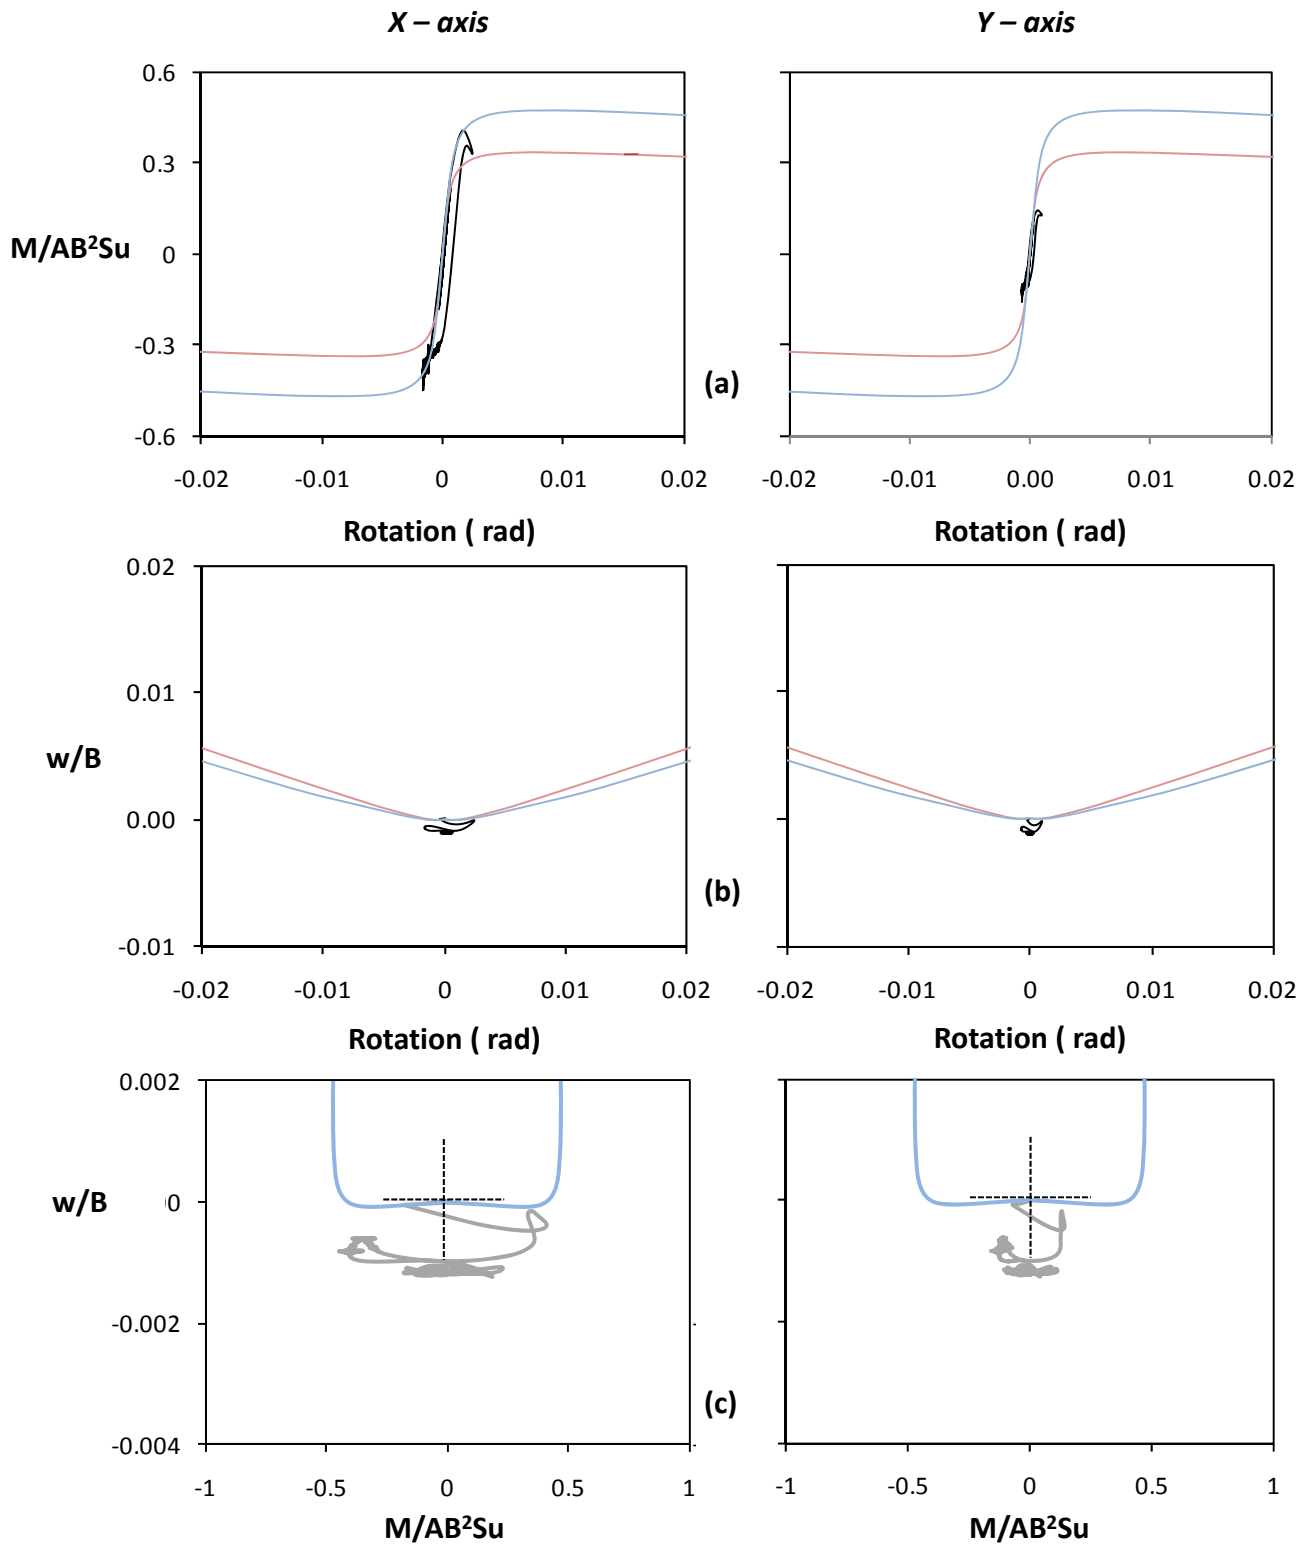 X – axis
Y – axis
0.6
0.3
0
-0.3
-0.6
M/AB²Su
(a)
-0.02 -0.01 0 0.01 0.02
-0.02 -0.01 0.00 0.01 0.02
Rotation ( rad)
Rotation ( rad)
0.02
0.01
0.00
-0.01
w/B
(b)
-0.02 -0.01 0 0.01 0.02
-0.02 -0.01 0 0.01 0.02
Rotation ( rad)
Rotation ( rad)
0.002
0
-0.002
-0.004
w/B
(c)
-1 -0.5 0 0.5 1
-1 -0.5 0 0.5 1
M/AB²Su
M/AB²Su